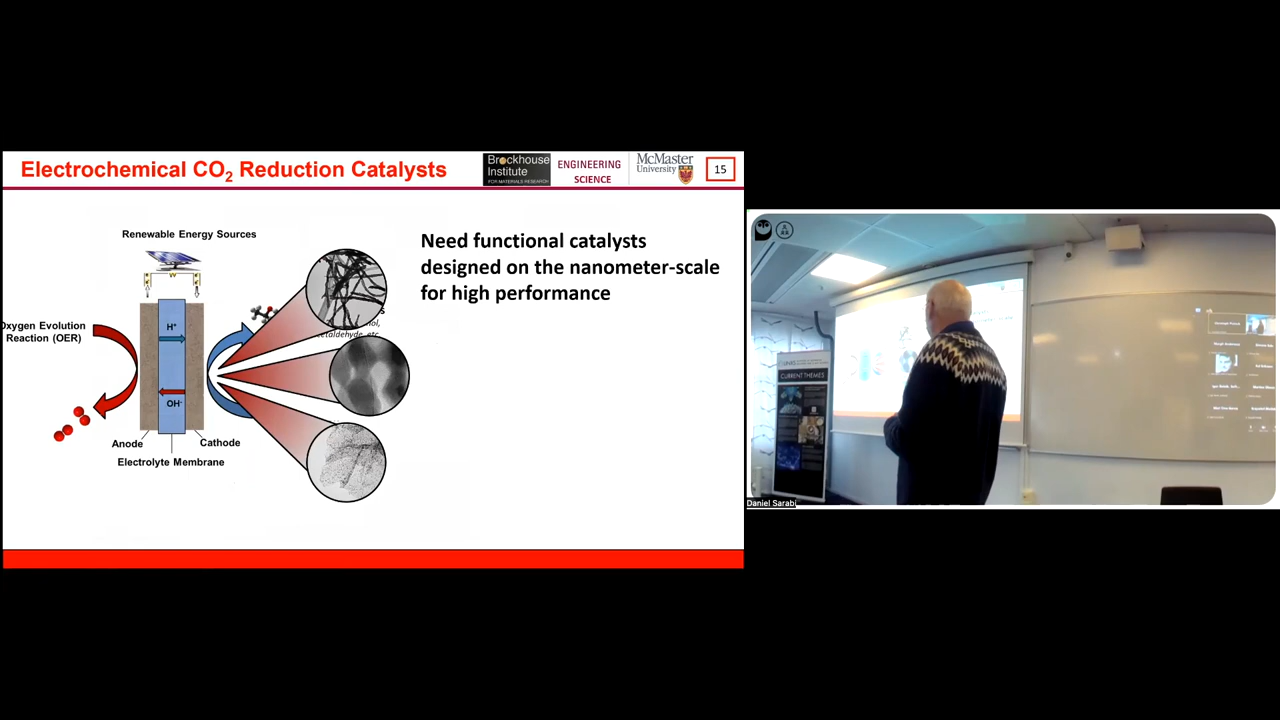 Electrochemical CO₂ Reduction Catalysts
Brockhouse
Institute
FOR MATERIALS RESEARCH
ENGINEERING
SCIENCE
McMaster
University
15
Renewable Energy Sources
Need functional catalysts
designed on the nanometer-scale
for high performance
Oxygen Evolution
Reaction (OER)
H⁺
OH⁻
Anode
Cathode
Electrolyte Membrane
CURRENT THEMES
Daniel Sarabi